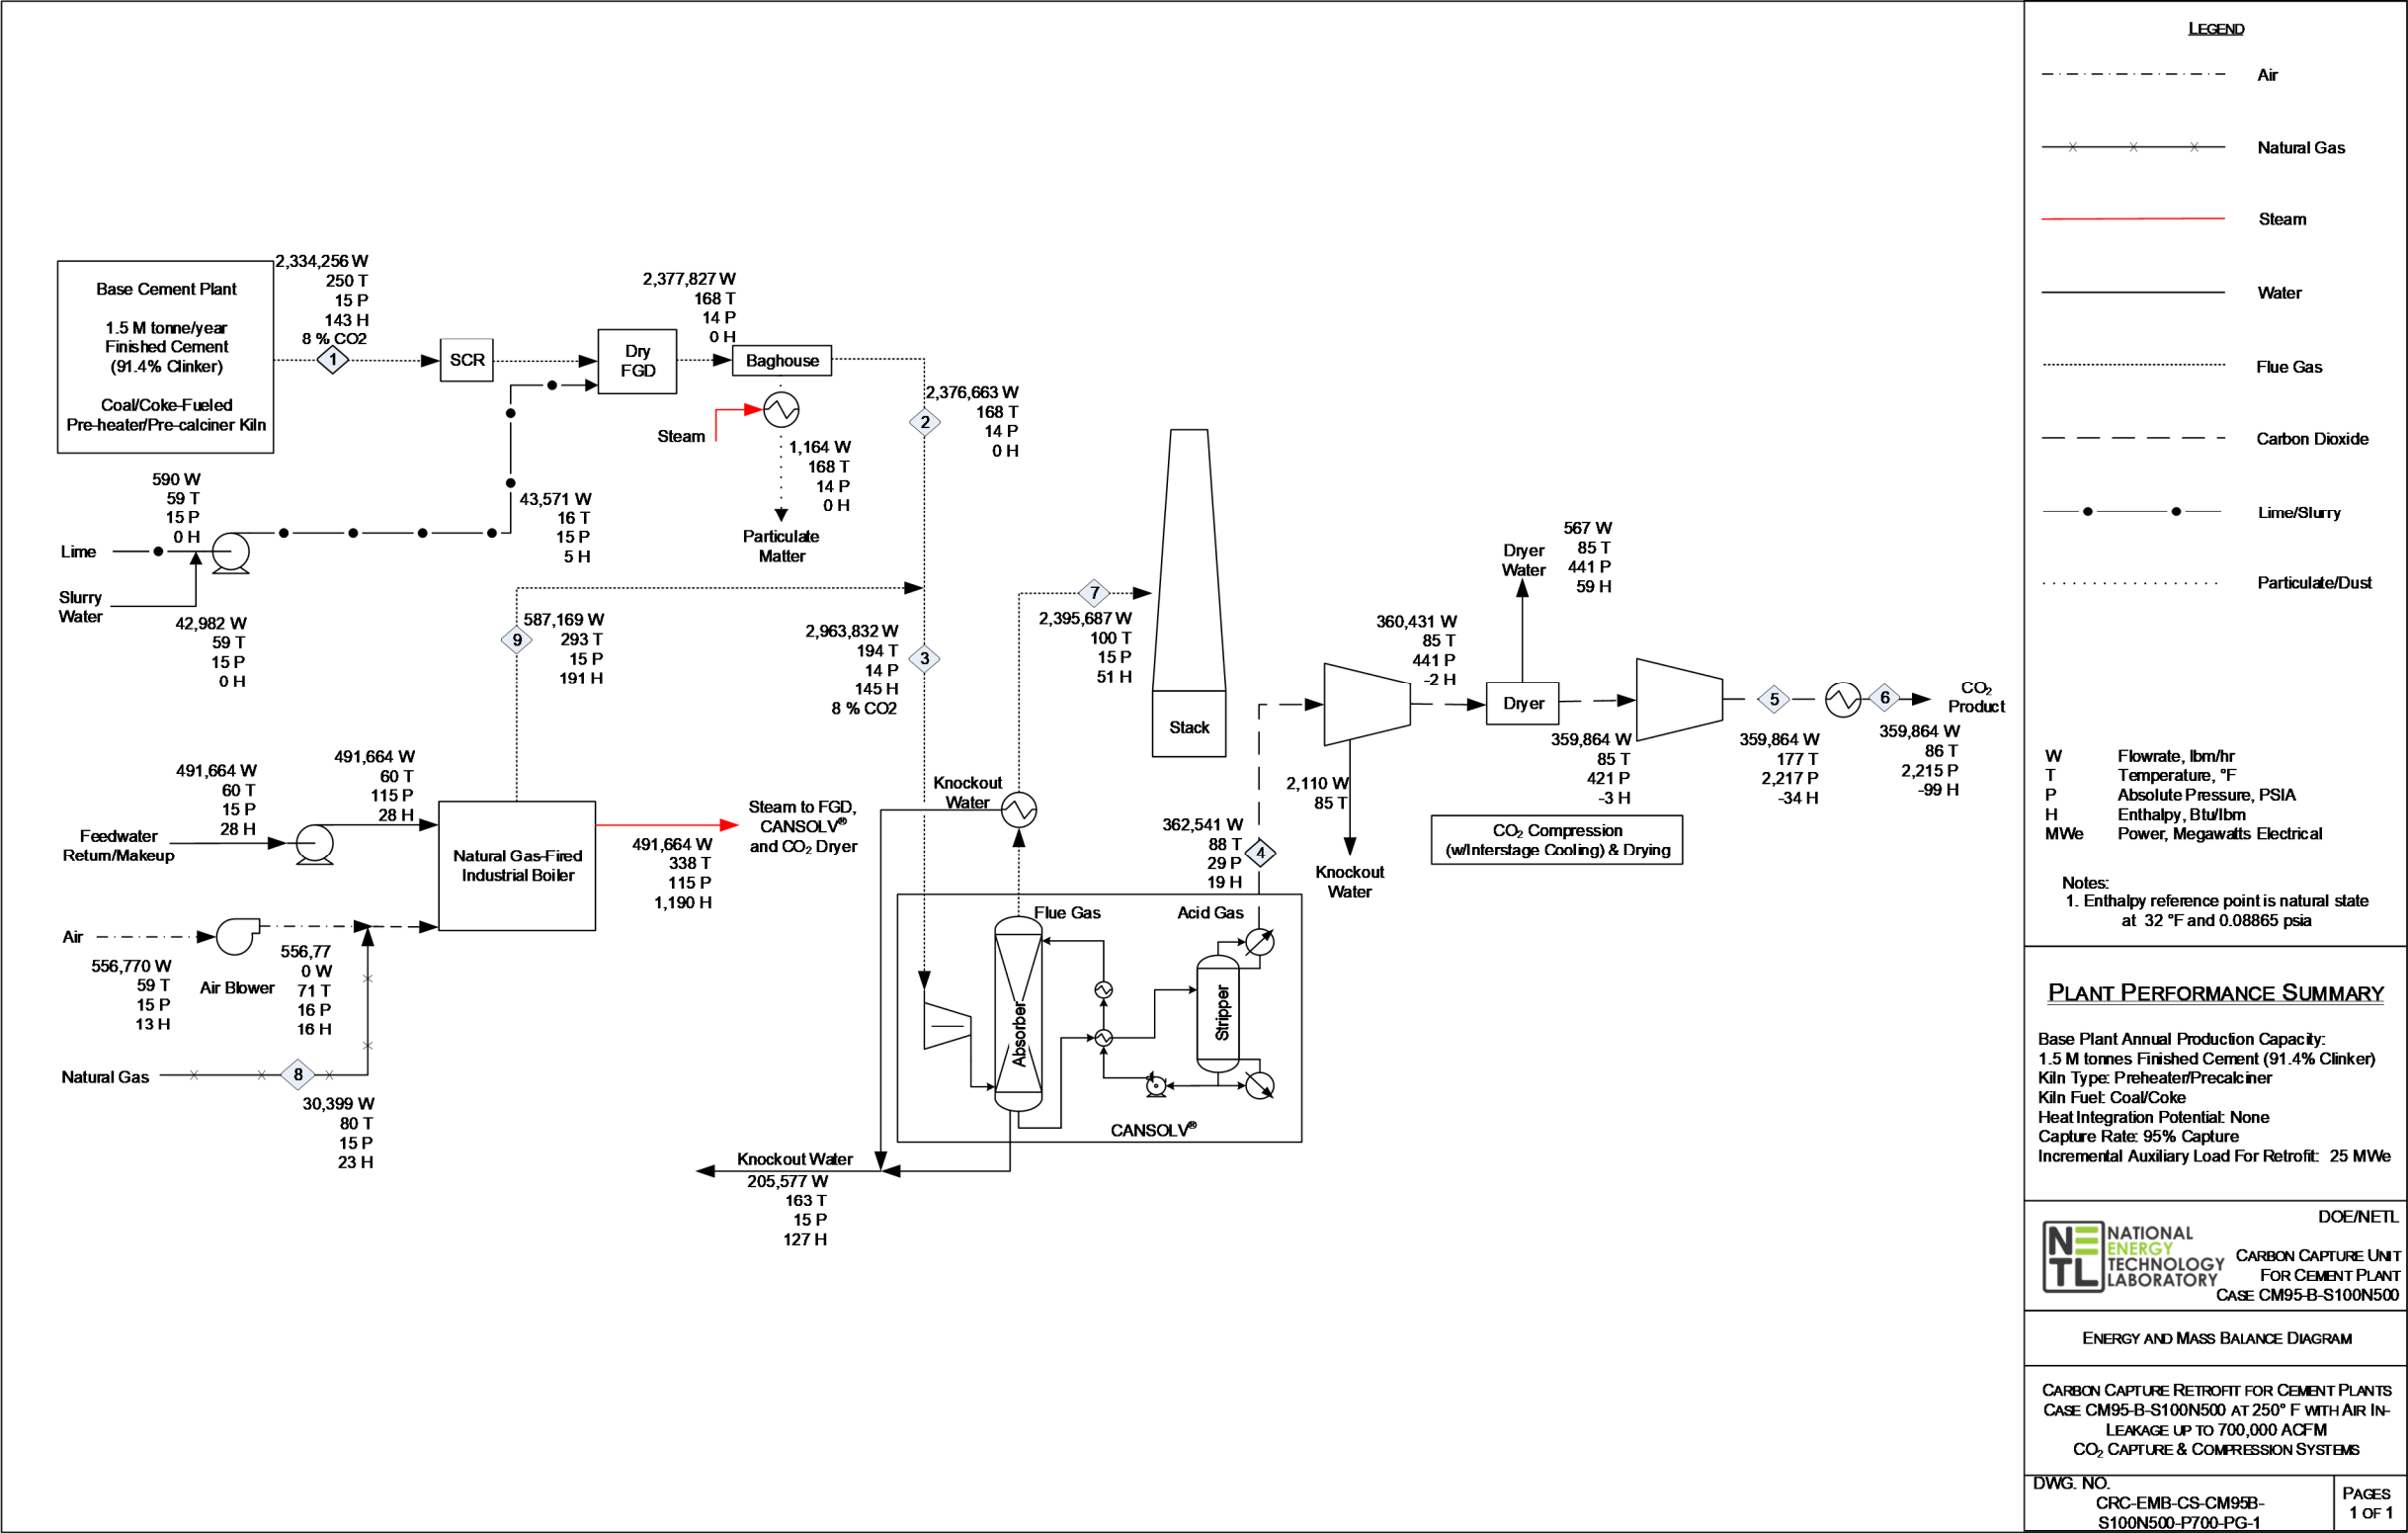 2,334,256 W
250 T
15 P
143 H
8 % CO2
Base Cement Plant
1.5 M tonne/year
Finished Cement
(91.4% Clinker)
Coal/Coke-Fueled
Pre-heater/Pre-calciner Kiln
1
SCR
Dry
FGD
2,377,827 W
168 T
14 P
0 H
Baghouse
2,376,663 W
168 T
14 P
0 H
2
Steam
1,164 W
168 T
14 P
0 H
Particulate
Matter
590 W
59 T
15 P
0 H
Lime
Slurry
Water
42,982 W
59 T
15 P
0 H
43,571 W
16 T
15 P
5 H
587,169 W
293 T
15 P
191 H
9
2,963,832 W
194 T
14 P
145 H
8 % CO2
3
7
2,395,687 W
100 T
15 P
51 H
Stack
491,664 W
60 T
15 P
28 H
Feedwater
Return/Makeup
491,664 W
60 T
115 P
28 H
Natural Gas-Fired
Industrial Boiler
491,664 W
338 T
115 P
1,190 H
Steam to FGD,
CANSOLV®
and CO₂ Dryer
Air
556,770 W
59 T
15 P
13 H
Air Blower
556,77
0 W
71 T
16 P
16 H
Natural Gas
8
30,399 W
80 T
15 P
23 H
Knockout
Water
Flue Gas
Acid Gas
Absorber
Stripper
CANSOLV®
Knockout Water
205,577 W
163 T
15 P
127 H
362,541 W
88 T
29 P
19 H
4
2,110 W
85 T
Knockout
Water
360,431 W
85 T
441 P
-2 H
Dryer
Water
567 W
85 T
441 P
59 H
Dryer
359,864 W
85 T
421 P
-3 H
5
359,864 W
177 T
2,217 P
-34 H
6
359,864 W
86 T
2,215 P
-99 H
CO₂
Product
CO₂ Compression
(w/Interstage Cooling) & Drying
LEGEND
Air
Natural Gas
Steam
Water
Flue Gas
Carbon Dioxide
Lime/Slurry
Particulate/Dust
W Flowrate, lbm/hr
T Temperature, °F
P Absolute Pressure, PSIA
H Enthalpy, Btu/lbm
MWe Power, Megawatts Electrical
Notes:
1. Enthalpy reference point is natural state
at 32 °F and 0.08865 psia
PLANT PERFORMANCE SUMMARY
Base Plant Annual Production Capacity:
1.5 M tonnes Finished Cement (91.4% Clinker)
Kiln Type: Preheater/Precalciner
Kiln Fuel: Coal/Coke
Heat Integration Potential: None
Capture Rate: 95% Capture
Incremental Auxiliary Load For Retrofit: 25 MWe
DOE/NETL
NETL
NATIONAL
ENERGY
TECHNOLOGY
LABORATORY
CARBON CAPTURE UNIT
FOR CEMENT PLANT
CASE CM95-B-S100N500
ENERGY AND MASS BALANCE DIAGRAM
CARBON CAPTURE RETROFIT FOR CEMENT PLANTS
CASE CM95-B-S100N500 AT 250° F WITH AIR IN-
LEAKAGE UP TO 700,000 ACFM
CO₂ CAPTURE & COMPRESSION SYSTEMS
DWG. NO.
CRC-EMB-CS-CM95B-
S100N500-P700-PG-1
PAGES
1 OF 1